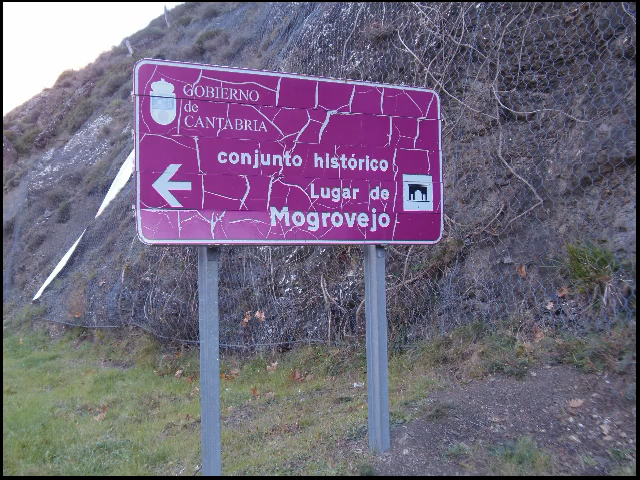 GOBIERNO
de
CANTABRIA
conjunto histórico
Lugar de
Mogrovejo